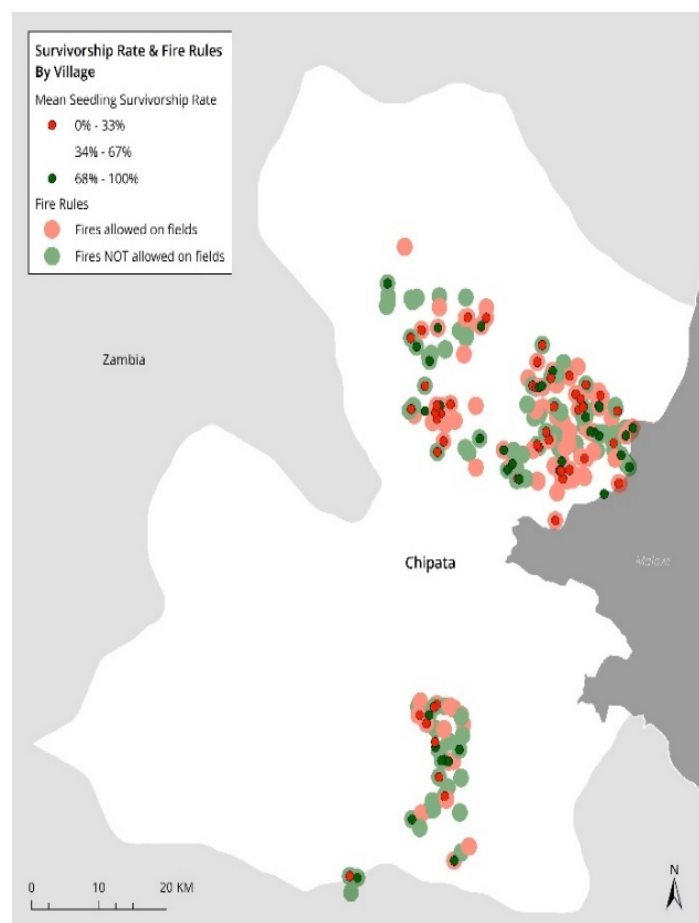 Survivorship Rate & Fire Rules
By Village
Mean Seedling Survivorship Rate
0% - 33%
34% - 67%
68% - 100%
Fire Rules
Fires allowed on fields
Fires NOT allowed on fields
Zambia
Chipata
Malawi
0 10 20 KM
N